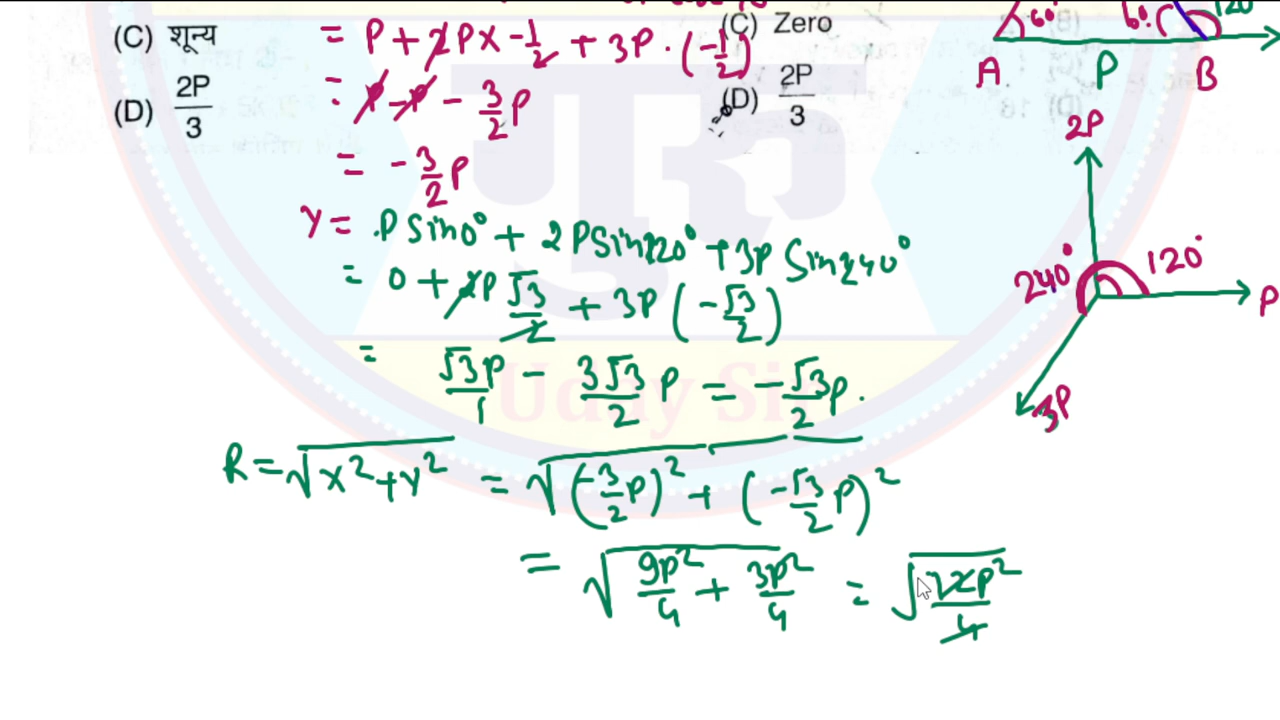 (C) शून्य
= P + 2P × -1/2 + 3P · (-1/2)
(C) Zero
= P - P - 3/2 P
(D) 2P/3
(D) 2P/3
= - 3/2 P
Y = P Sin0° + 2P Sin120° + 3P Sin240°
= 0 + 2P √3/2 + 3P (-√3/2)
= √3P/1 - 3√3/2 P = -√3/2 P.
Uday Sir
R = √(x² + y²) = √((-3/2 P)² + (-√3/2 P)²)
= √(9P²/4 + 3P²/4) = √(12P²/4)
60° 60° 120
A P B
2P
240° 120°
P
3P
गुरु